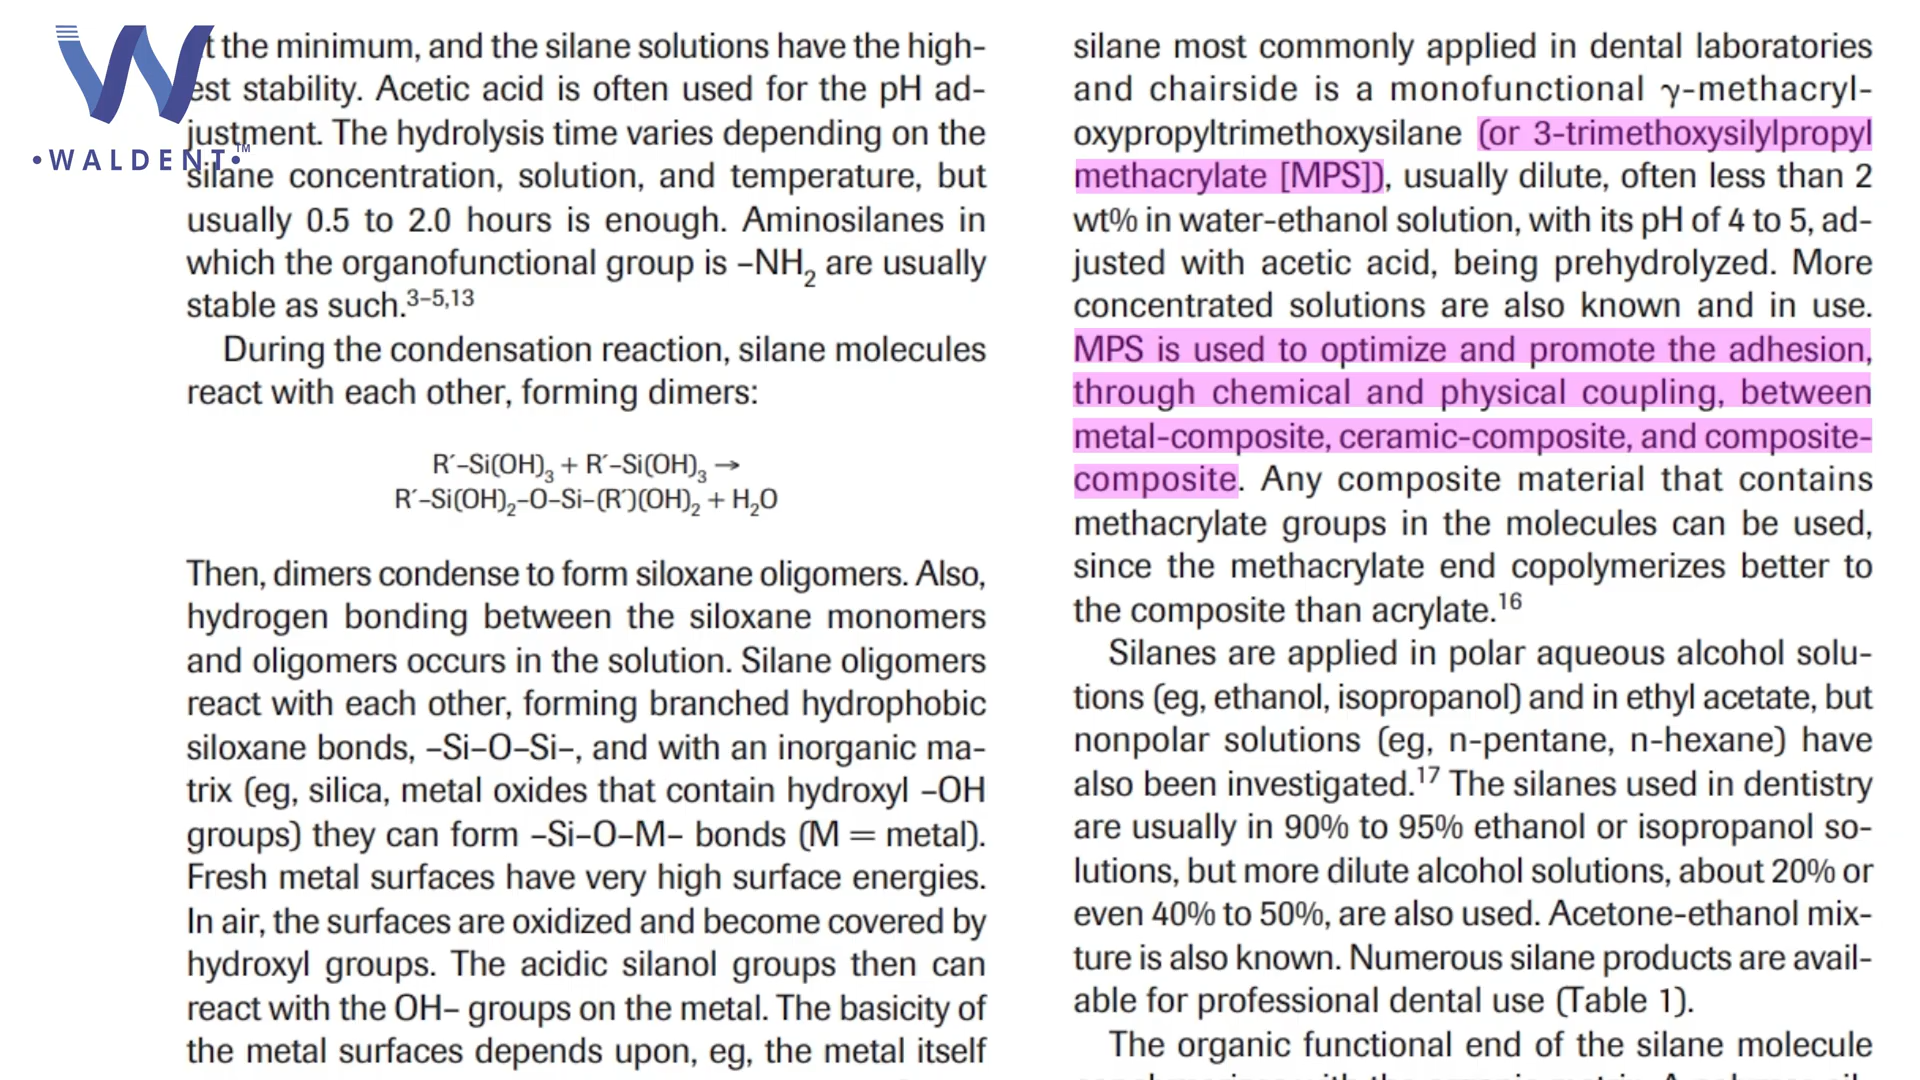 WALDENT
TM
t the minimum, and the silane solutions have the high-
est stability. Acetic acid is often used for the pH ad-
justment. The hydrolysis time varies depending on the
silane concentration, solution, and temperature, but
usually 0.5 to 2.0 hours is enough. Aminosilanes in
which the organofunctional group is –NH₂ are usually
stable as such.³⁻⁵,¹³
During the condensation reaction, silane molecules
react with each other, forming dimers:
R´–Si(OH)₃ + R´–Si(OH)₃ →
R´–Si(OH)₂–O–Si–(R´)(OH)₂ + H₂O
Then, dimers condense to form siloxane oligomers. Also,
hydrogen bonding between the siloxane monomers
and oligomers occurs in the solution. Silane oligomers
react with each other, forming branched hydrophobic
siloxane bonds, –Si–O–Si–, and with an inorganic ma-
trix (eg, silica, metal oxides that contain hydroxyl –OH
groups) they can form –Si–O–M– bonds (M = metal).
Fresh metal surfaces have very high surface energies.
In air, the surfaces are oxidized and become covered by
hydroxyl groups. The acidic silanol groups then can
react with the OH– groups on the metal. The basicity of
the metal surfaces depends upon, eg, the metal itself
silane most commonly applied in dental laboratories
and chairside is a monofunctional γ-methacryl-
oxypropyltrimethoxysilane (or 3-trimethoxysilylpropyl
methacrylate [MPS]), usually dilute, often less than 2
wt% in water-ethanol solution, with its pH of 4 to 5, ad-
justed with acetic acid, being prehydrolyzed. More
concentrated solutions are also known and in use.
MPS is used to optimize and promote the adhesion,
through chemical and physical coupling, between
metal-composite, ceramic-composite, and composite-
composite. Any composite material that contains
methacrylate groups in the molecules can be used,
since the methacrylate end copolymerizes better to
the composite than acrylate.¹⁶
Silanes are applied in polar aqueous alcohol solu-
tions (eg, ethanol, isopropanol) and in ethyl acetate, but
nonpolar solutions (eg, n-pentane, n-hexane) have
also been investigated.¹⁷ The silanes used in dentistry
are usually in 90% to 95% ethanol or isopropanol so-
lutions, but more dilute alcohol solutions, about 20% or
even 40% to 50%, are also used. Acetone-ethanol mix-
ture is also known. Numerous silane products are avail-
able for professional dental use (Table 1).
The organic functional end of the silane molecule